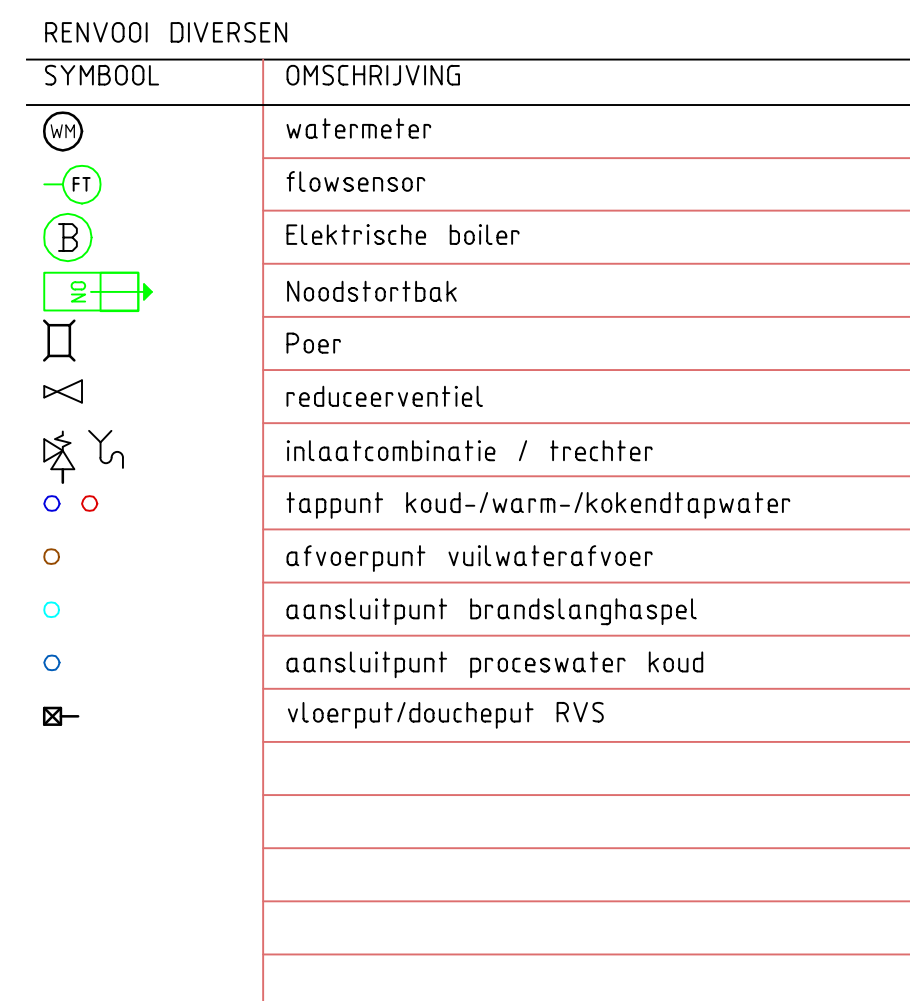 RENVOOI DIVERSEN
SYMBOOL OMSCHRIJVING
WM watermeter
FT flowsensor
B Elektrische boiler
NO Noodstortbak
Poer
reduceerventiel
inlaatcombinatie / trechter
tappunt koud-/warm-/kokendtapwater
afvoerpunt vuilwaterafvoer
aansluitpunt brandslanghaspel
aansluitpunt proceswater koud
vloerput/doucheput RVS